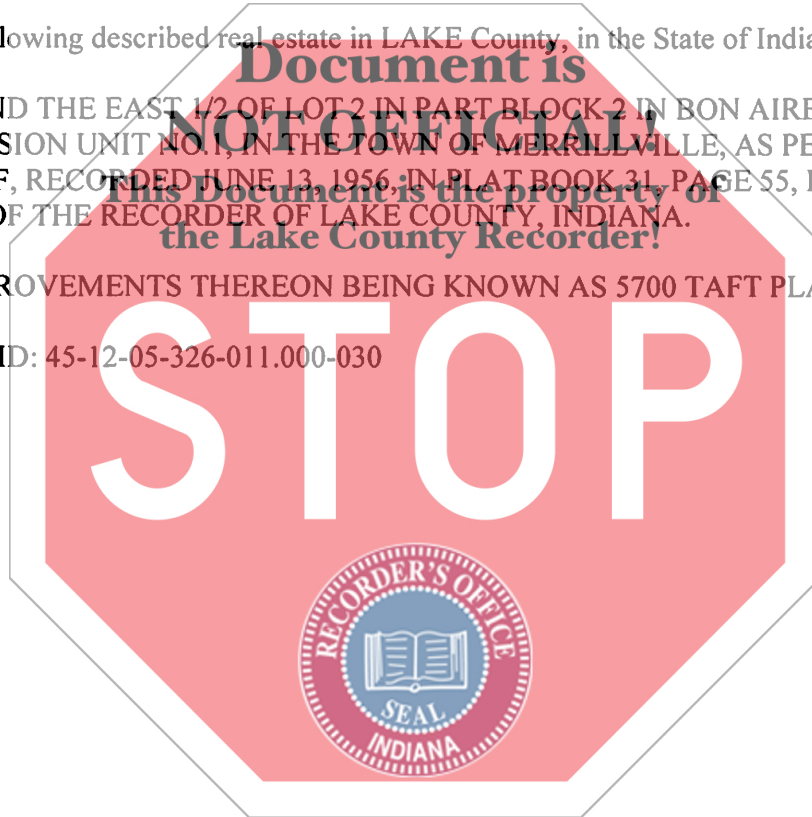 lowing described real estate in LAKE County, in the State of India
Document is
ND THE EAST 1/2 OF LOT 2 IN PART BLOCK 2 IN BON AIRE
NOT OFFICIAL!
SION UNIT NO.1, IN THE TOWN OF MERRILLVILLE, AS PE
This Document is the property of
F, RECORDED JUNE 13, 1956, IN PLAT BOOK 31, PAGE 55, I
OF THE RECORDER OF LAKE COUNTY, INDIANA.
the Lake County Recorder!
ROVEMENTS THEREON BEING KNOWN AS 5700 TAFT PLA
ID: 45-12-05-326-011.000-030
STOP
RECORDER'S OFFICE
SEAL
INDIANA